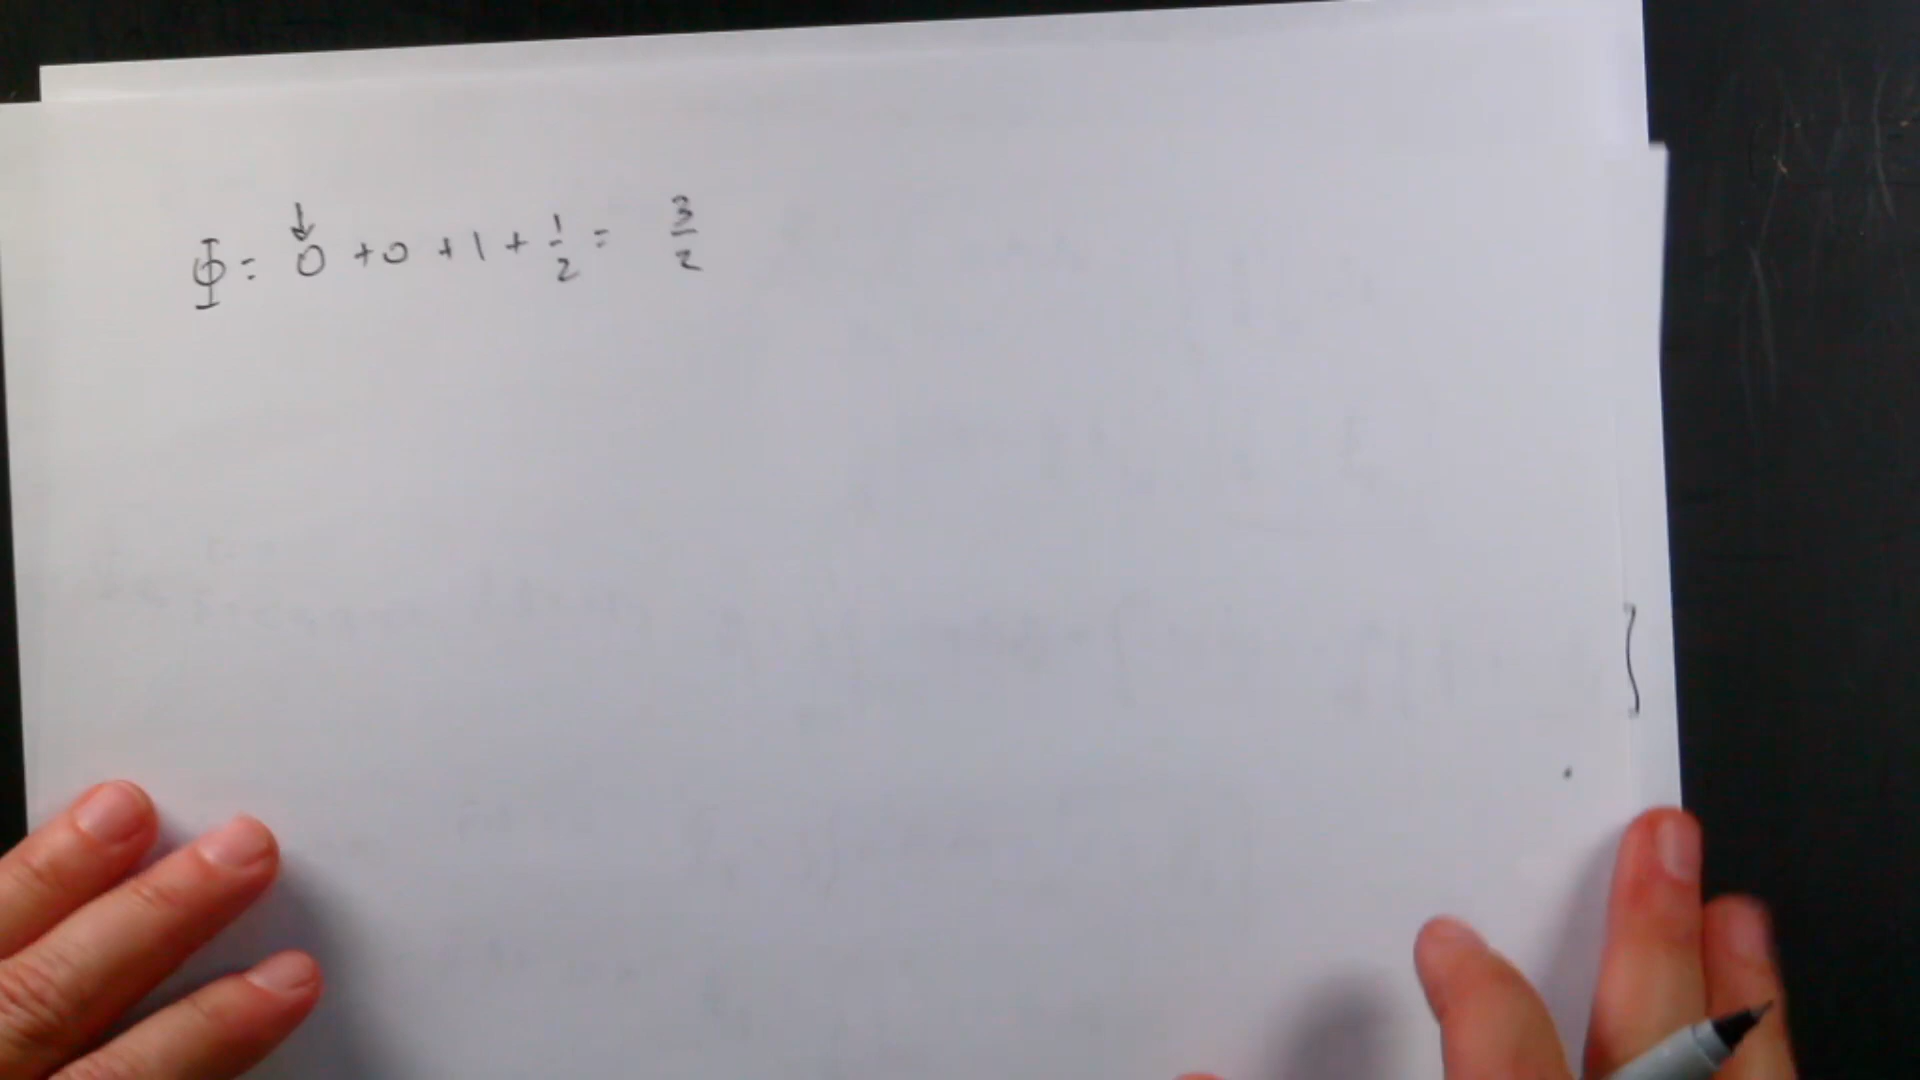 Φ = 0 + 0 + 1 + 1/2 = 3/2